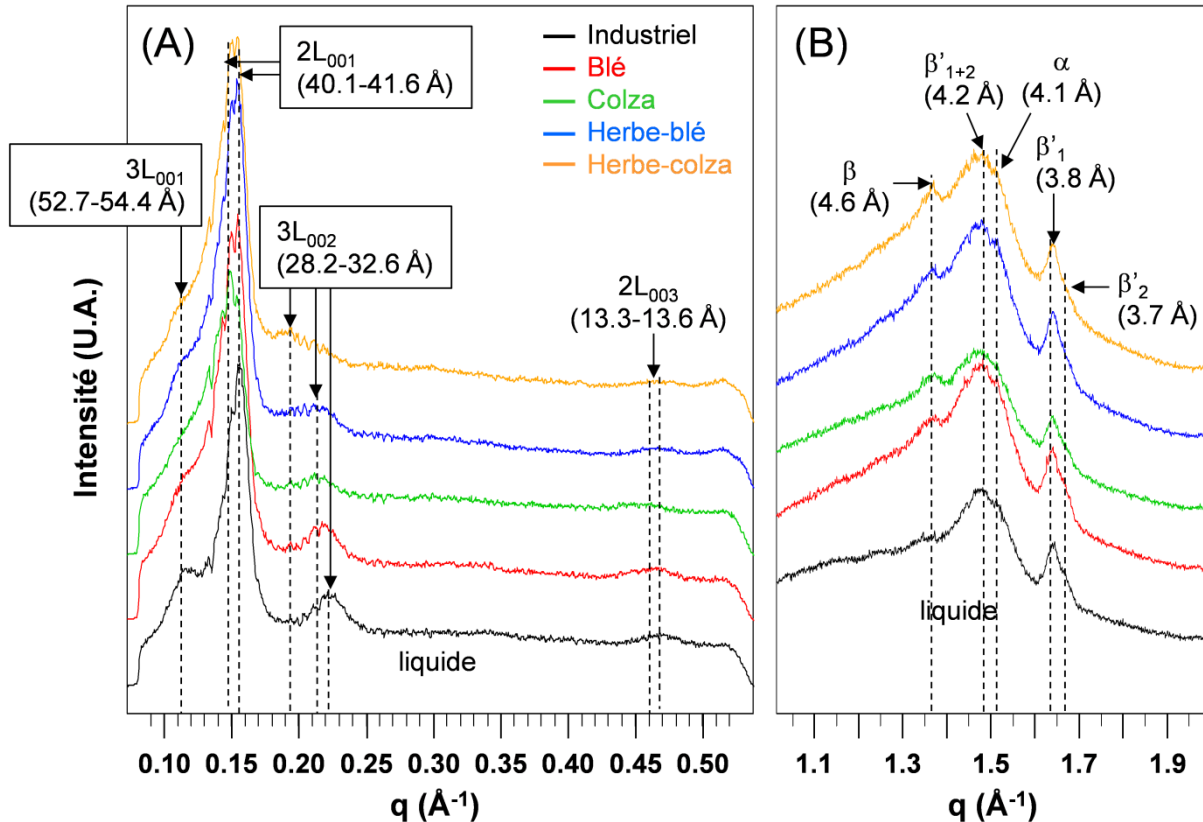 (A)
2L001
(40.1-41.6 Å)
3L001
(52.7-54.4 Å)
3L002
(28.2-32.6 Å)
2L003
(13.3-13.6 Å)
Industriel
Blé
Colza
Herbe-blé
Herbe-colza
liquide
Intensité (U.A.)
0.10 0.15 0.20 0.25 0.30 0.35 0.40 0.45 0.50
q (Å-1)
(B)
β'1+2
(4.2 Å)
α
(4.1 Å)
β
(4.6 Å)
β'1
(3.8 Å)
β'2
(3.7 Å)
liquide
1.1 1.3 1.5 1.7 1.9
q (Å-1)